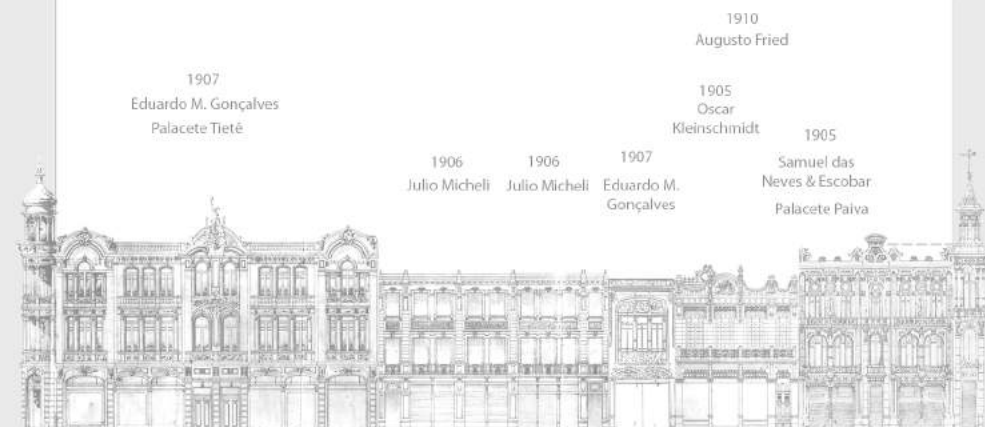 1907
Eduardo M. Gonçalves
Palacete Tietê
1906
Julio Micheli
1906
Julio Micheli
1907
Eduardo M.
Gonçalves
1910
Augusto Fried
1905
Oscar
Kleinschmidt
1905
Samuel das
Neves & Escobar
Palacete Paiva